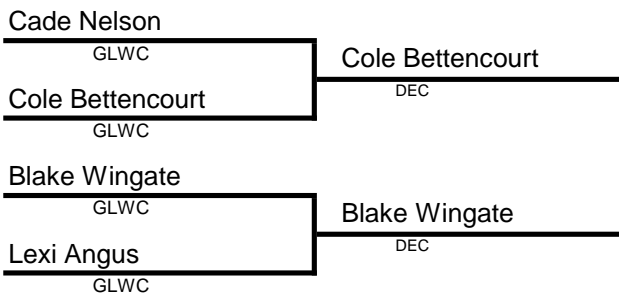 Cade Nelson
GLWC
Cole Bettencourt
DEC
Cole Bettencourt
GLWC
Blake Wingate
GLWC
Blake Wingate
DEC
Lexi Angus
GLWC